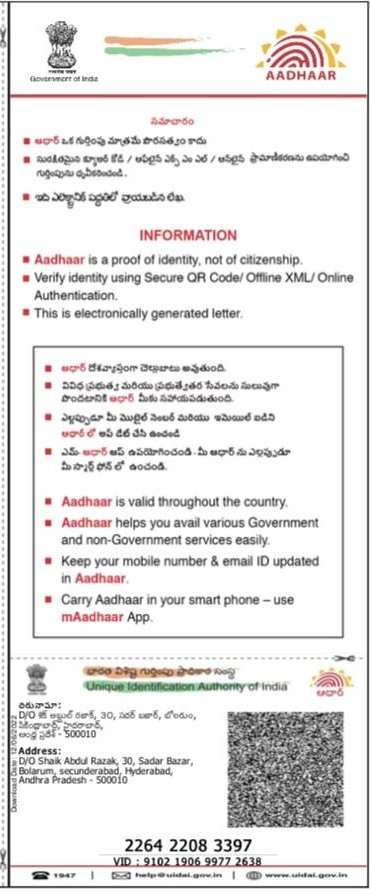 Government of India
AADHAAR
సమాచారం
■ ఆధార్ ఒక గుర్తింపు మాత్రమే పౌరసత్వం కాదు
■ సురక్షితమైన క్యూఆర్ కోడ్ / ఆఫ్‌లైన్ ఎక్స్ ఎం ఎల్ / ఆన్‌లైన్ ప్రామాణీకరణను ఉపయోగించి
గుర్తింపును ధృవీకరించండి.
■ ఇది ఎలెక్ట్రానిక్ పద్ధతిలో వ్రాయబడిన లేఖ.
INFORMATION
■ Aadhaar is a proof of identity, not of citizenship.
■ Verify identity using Secure QR Code/ Offline XML/ Online
Authentication.
■ This is electronically generated letter.
■ ఆధార్ దేశవ్యాప్తంగా చెల్లుబాటు అవుతుంది.
■ వివిధ ప్రభుత్వ మరియు ప్రభుత్వేతర సేవలను సులువుగా
పొందటానికి ఆధార్ మీకు సహాయపడుతుంది.
■ ఎల్లప్పుడూ మీ మొబైల్ నెంబర్ మరియు ఇమెయిల్ ఐడిని
ఆధార్ లో అప్ డేట్ చేసి ఉంచండి
■ ఎమ్- ఆధార్ ఆప్ ఉపయోగించండి - మీ ఆధార్ ను ఎల్లప్పుడూ
మీ స్మార్ట్ ఫోన్ లో ఉంచండి.
■ Aadhaar is valid throughout the country.
■ Aadhaar helps you avail various Government
and non-Government services easily.
■ Keep your mobile number & email ID updated
in Aadhaar.
■ Carry Aadhaar in your smart phone – use
mAadhaar App.
భారత విశిష్ట గుర్తింపు ప్రాధికార సంస్థ
Unique Identification Authority of India
ఆధార్
చిరునామా:
D/O షేక్ అబ్దుల్ రజాక్, 30, సదర్ బజార్, బోలరుం,
సికింద్రాబాద్, హైదరాబాద్,
ఆంధ్ర ప్రదేశ్ - 500010
Address:
D/O Shaik Abdul Razak, 30, Sadar Bazar,
Bolarum, secunderabad, Hyderabad,
Andhra Pradesh - 500010
2264 2208 3397
VID : 9102 1906 9977 2638
1947 | help@uidai.gov.in | www.uidai.gov.in